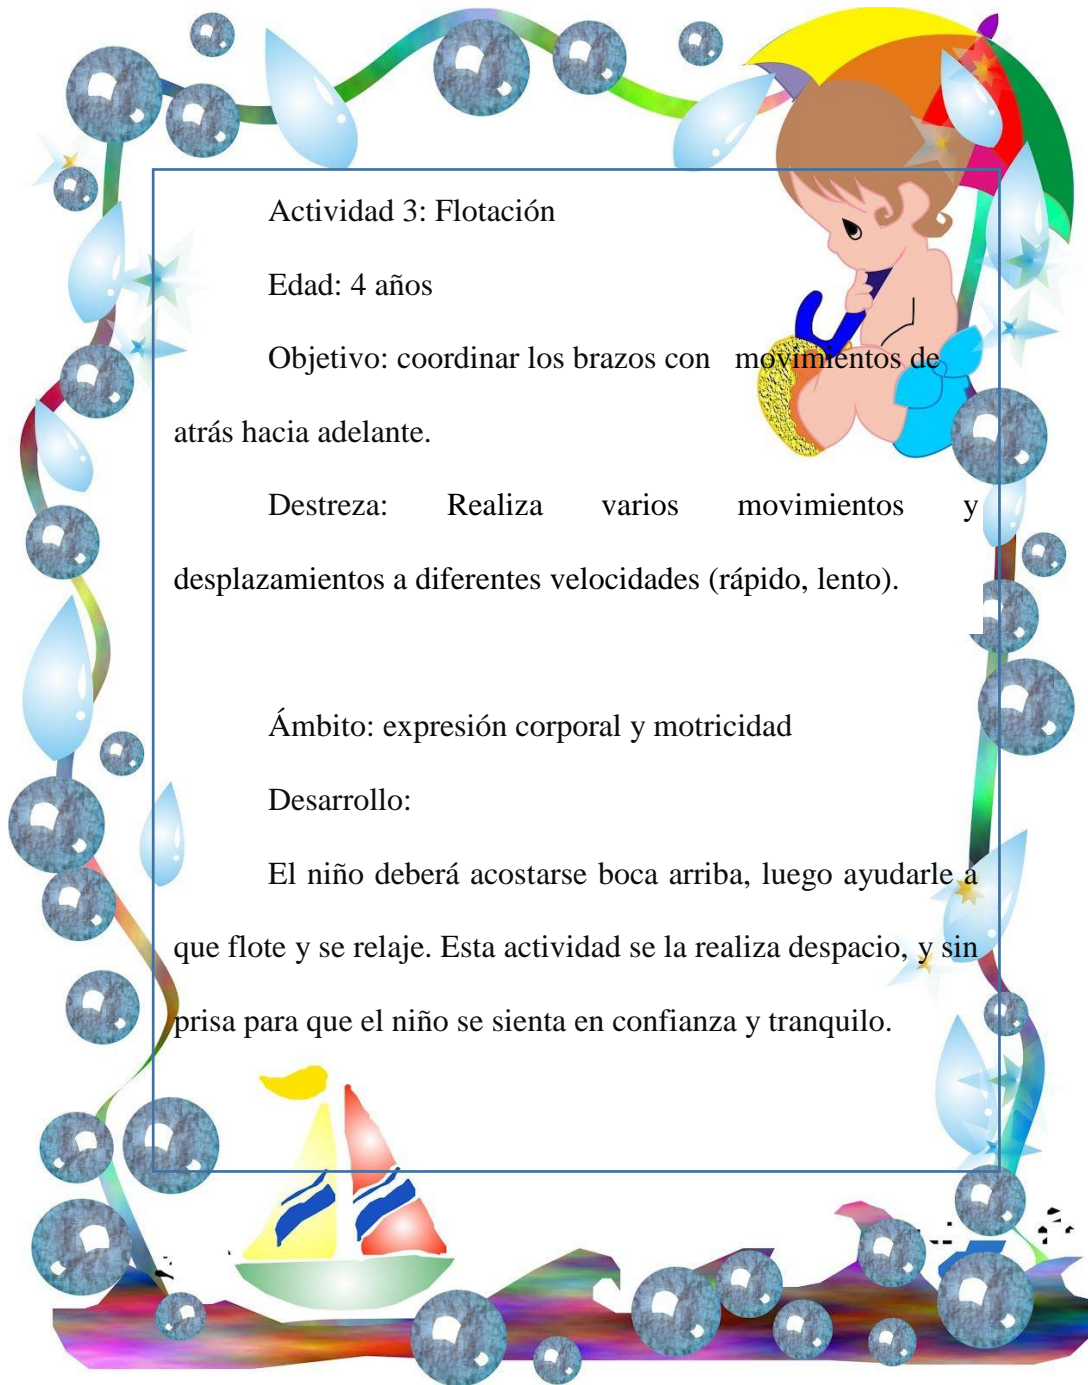 Actividad 3: Flotación
Edad: 4 años
Objetivo: coordinar los brazos con movimientos de
atrás hacia adelante.
Destreza: Realiza varios movimientos y
desplazamientos a diferentes velocidades (rápido, lento).
Ámbito: expresión corporal y motricidad
Desarrollo:
El niño deberá acostarse boca arriba, luego ayudarle a
que flote y se relaje. Esta actividad se la realiza despacio, y sin
prisa para que el niño se sienta en confianza y tranquilo.